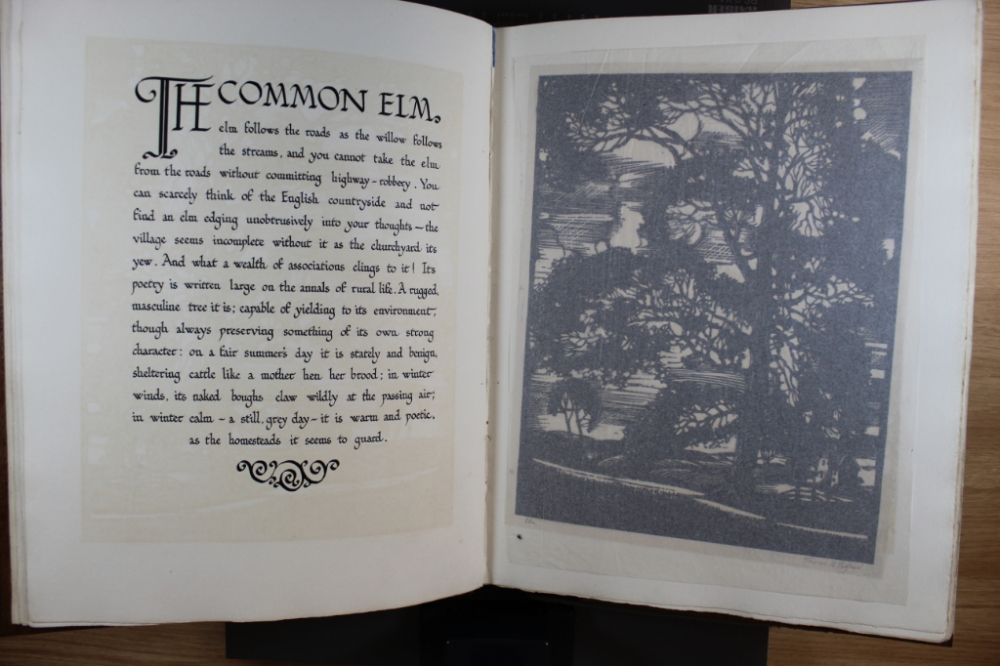 THE COMMON ELM,
elm follows the roads as the willow follows
the streams, and you cannot take the elm
from the roads without committing highway-robbery. You
can scarcely think of the English countryside and not
find an elm edging unobtrusively into your thoughts – the
village seems incomplete without it as the churchyard its
yew. And what a wealth of associations clings to it! Its
poetry is written large on the annals of rural life. A rugged,
masculine tree it is; capable of yielding to its environment,
though always preserving something of its own strong
character: on a fair summer's day it is stately and benign,
sheltering cattle like a mother hen her brood; in winter
winds, its naked boughs claw wildly at the passing air;
in winter calm – a still, grey day – it is warm and poetic,
as the homesteads it seems to guard.